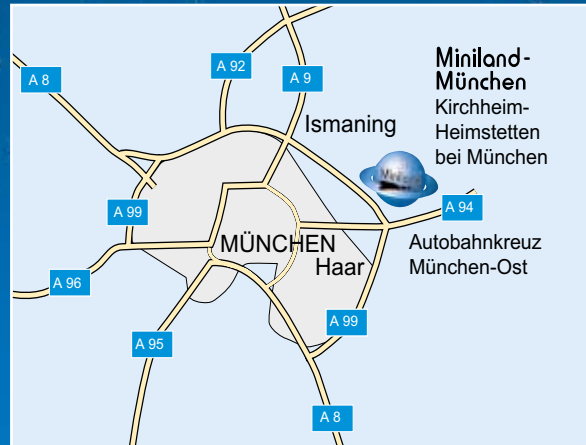 A 8
A 92
A 9
Miniland-
München
Kirchheim-
Heimstetten
bei München
Ismaning
A 99
A 94
MÜNCHEN
Haar
Autobahnkreuz
München-Ost
A 96
A 95
A 99
A 8